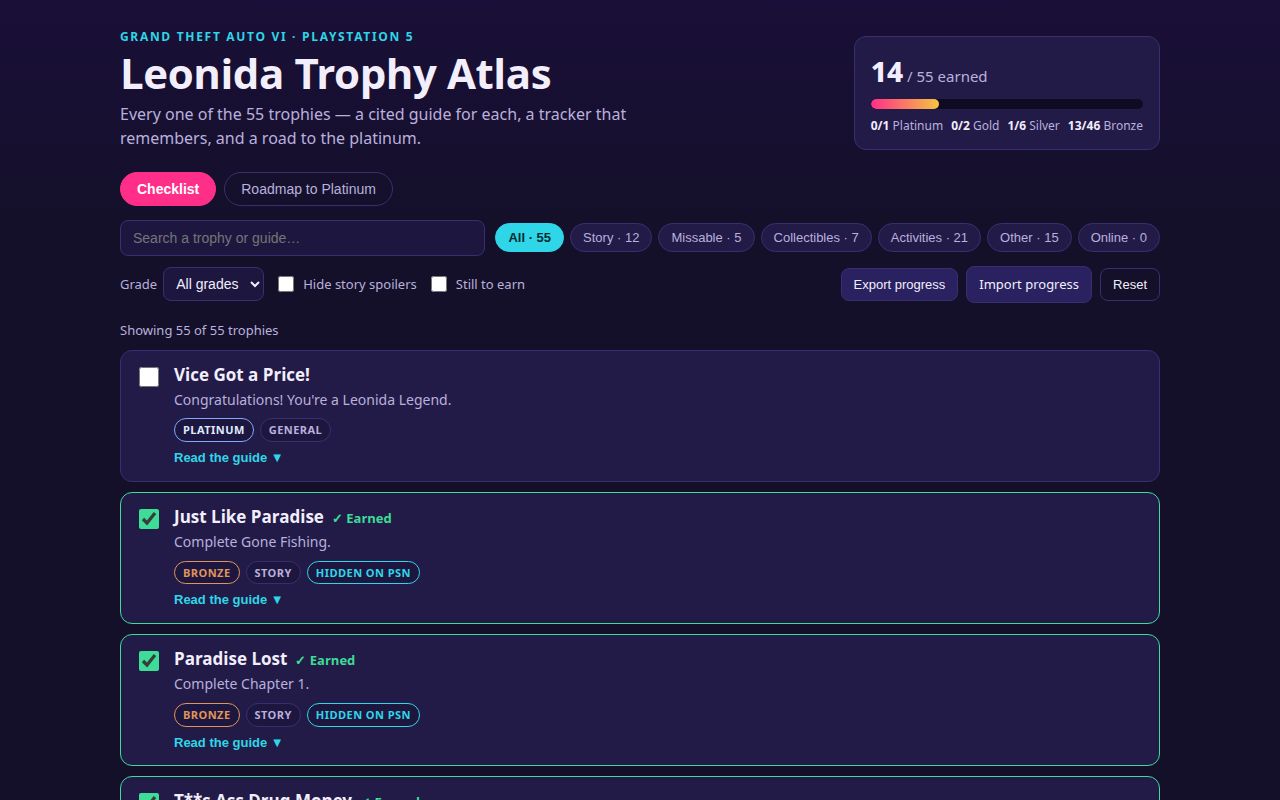 GRAND THEFT AUTO VI · PLAYSTATION 5
Leonida Trophy Atlas
Every one of the 55 trophies — a cited guide for each, a tracker that
remembers, and a road to the platinum.
14 / 55 earned
0/1 Platinum 0/2 Gold 1/6 Silver 13/46 Bronze
Checklist Roadmap to Platinum
Search a trophy or guide…
All · 55 Story · 12 Missable · 5 Collectibles · 7 Activities · 21 Other · 15 Online · 0
Grade All grades Hide story spoilers Still to earn
Export progress Import progress Reset
Showing 55 of 55 trophies
Vice Got a Price!
Congratulations! You're a Leonida Legend.
PLATINUM GENERAL
Read the guide ▼
Just Like Paradise ✓ Earned
Complete Gone Fishing.
BRONZE STORY HIDDEN ON PSN
Read the guide ▼
Paradise Lost ✓ Earned
Complete Chapter 1.
BRONZE STORY HIDDEN ON PSN
Read the guide ▼
T**s Ass Drug Money ✓ Earned